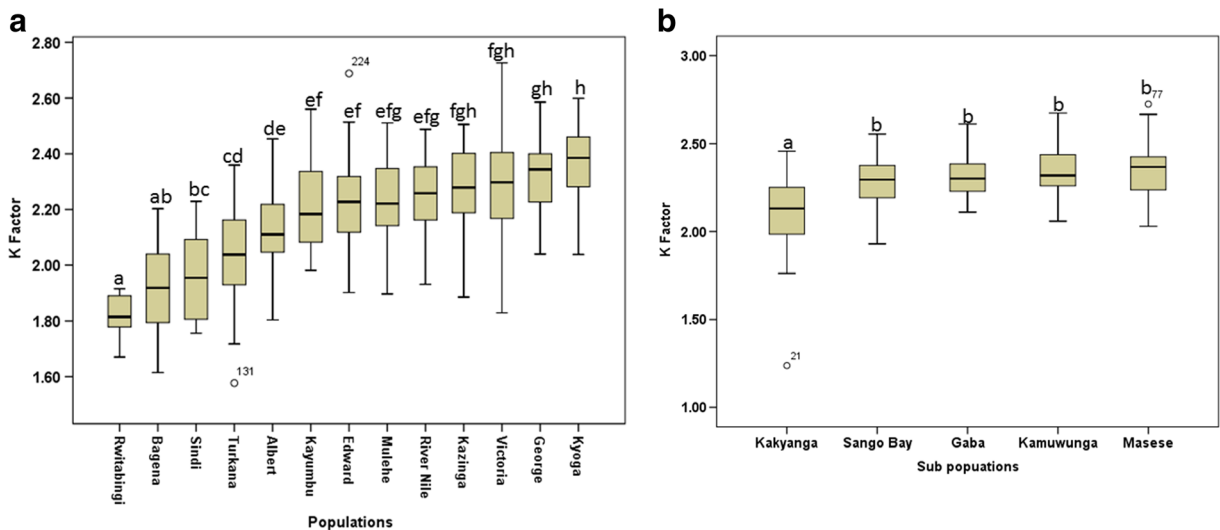 a
2.80
2.60
2.40
2.20
2.00
1.80
1.60
K Factor
a
ab
bc
cd
de
ef
ef
efg
efg
fgh
fgh
gh
h
224
131
Rwitabingi
Bagena
Sindi
Turkana
Albert
Kayumbu
Edward
Mulehe
River Nile
Kazinga
Victoria
George
Kyoga
Populations
b
3.00
2.50
2.00
1.50
1.00
K Factor
a
b
b
b
b
77
21
Kakyanga Sango Bay Gaba Kamuwunga Masese
Sub popuations